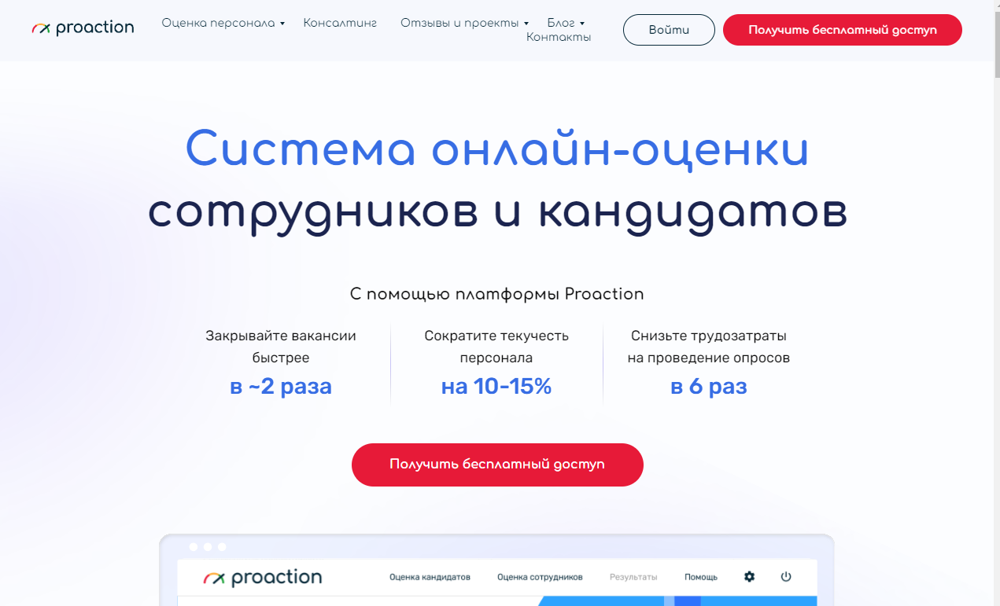 proaction
Оценка персонала
Консалтинг
Отзывы и проекты
Блог
Контакты
Войти
Получить бесплатный доступ
Система онлайн-оценки
сотрудников и кандидатов
С помощью платформы Proaction
Закрывайте вакансии
быстрее
в ~2 раза
Сократите текучесть
персонала
на 10-15%
Снизьте трудозатраты
на проведение опросов
в 6 раз
Получить бесплатный доступ
proaction
Оценка кандидатов
Оценка сотрудников
Результаты
Помощь